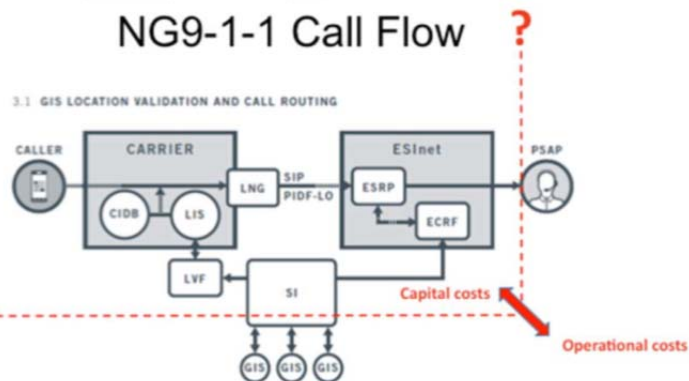 NG9-1-1 Call Flow
?
3.1 GIS LOCATION VALIDATION AND CALL ROUTING
CALLER
CARRIER
ESInet
PSAP
LNG
SIP
PIDF-LO
ESRP
CIDB
LIS
ECRF
LVF
SI
Capital costs
Operational costs
GIS
GIS
GIS